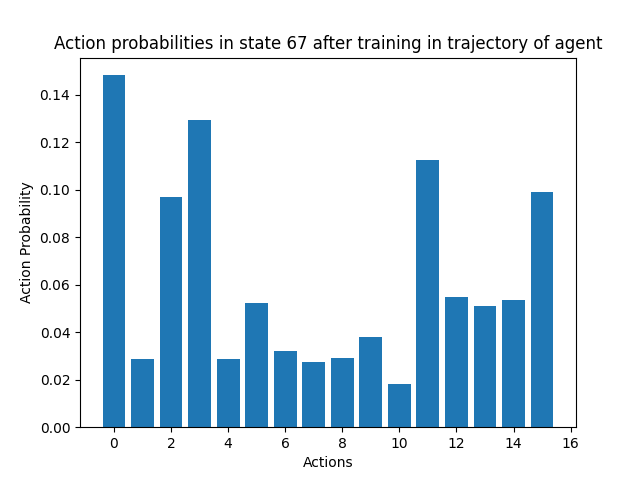 Action probabilities in state 67 after training in trajectory of agent
0.14
0.12
0.10
0.08
0.06
0.04
0.02
0.00
Action Probability
0 2 4 6 8 10 12 14 16
Actions